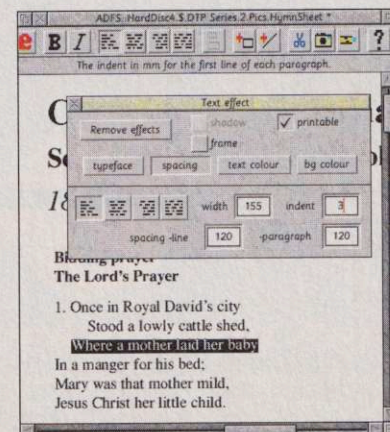 ADFS::HardDisc4.$.DTP Series.2.Pics.HymnSheet *
e B I ?
The indent in mm for the first line of each paragraph.
Text effect
Remove effects
shadow
printable
frame
typeface spacing text colour bg colour
width 155 indent 3
spacing -line 120 -paragraph 120
Bidding prayer
The Lord's Prayer
1. Once in Royal David's city
Stood a lowly cattle shed,
Where a mother laid her baby
In a manger for his bed;
Mary was that mother mild,
Jesus Christ her little child.